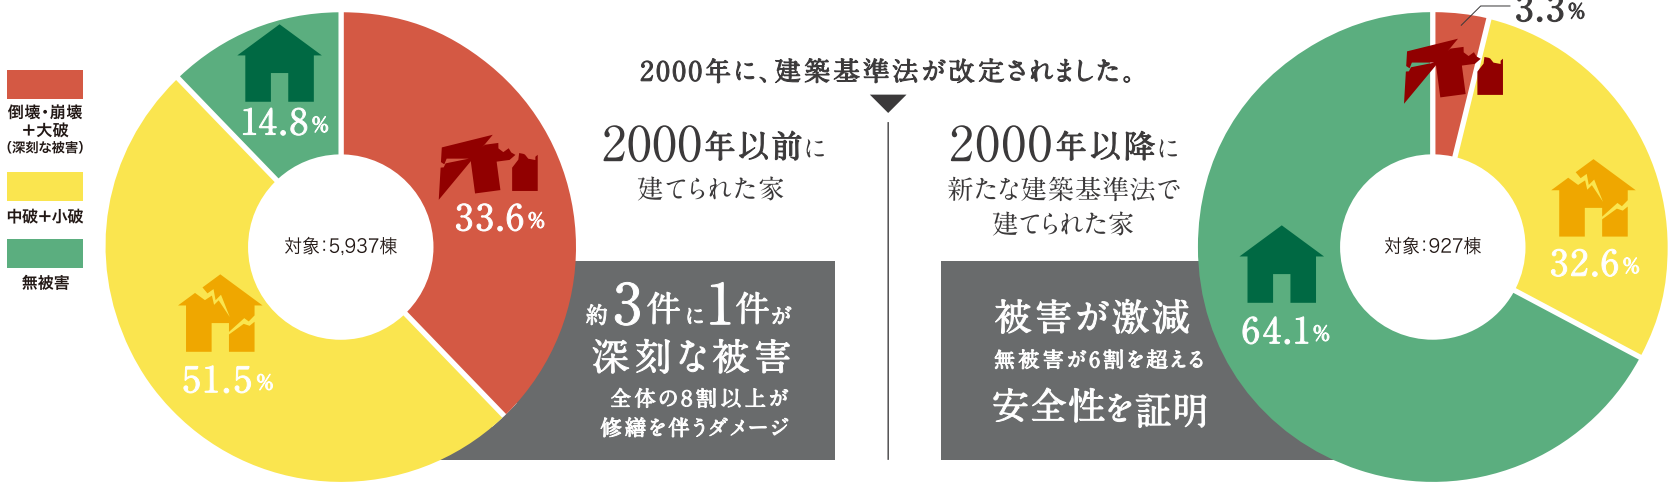 倒壊・崩壊
＋大破
（深刻な被害）
中破＋小破
無被害
14.8%
33.6%
51.5%
対象：5,937棟
2000年に、建築基準法が改定されました。
2000年以前に
建てられた家
約3件に1件が
深刻な被害
全体の8割以上が
修繕を伴うダメージ
2000年以降に
新たな建築基準法で
建てられた家
被害が激減
無被害が6割を超える
安全性を証明
3.3%
32.6%
64.1%
対象：927棟